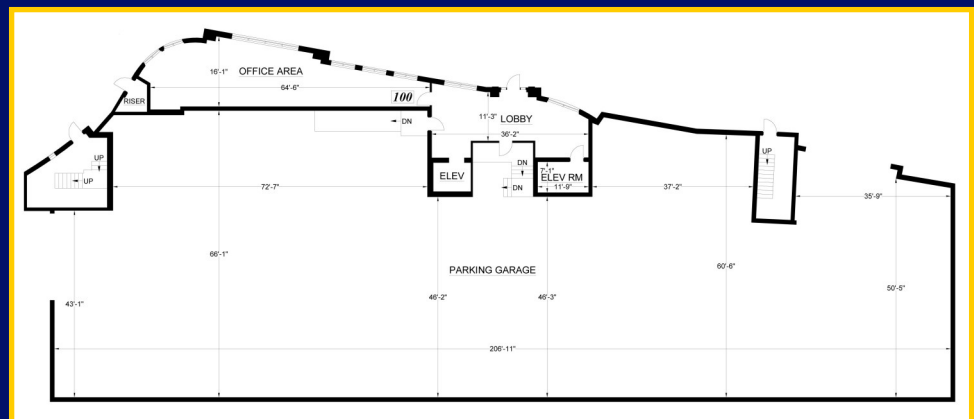 16'-1"
OFFICE AREA
64'-6"
100
RISER
11'-3"
LOBBY
DN
36'-2"
UP
UP
UP
ELEV
DN
7'-1"
ELEV RM
DN
11'-9"
72'-7"
37'-2"
35'-9"
66'-1"
PARKING GARAGE
60'-6"
43'-1"
46'-2"
46'-3"
50'-5"
206'-11"